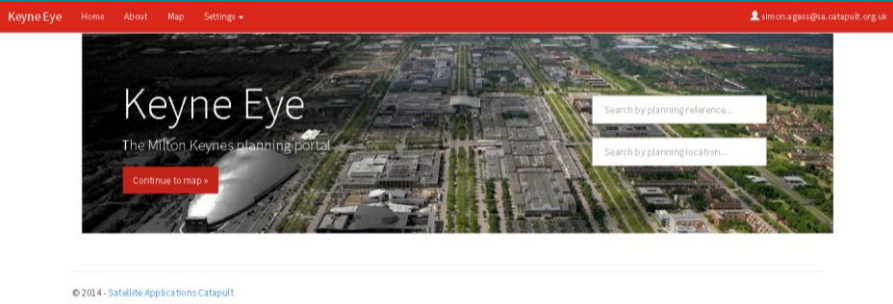 Keyne Eye Home About Map Settings simon.agass@sa.catapult.org.uk
Keyne Eye
Search by planning reference...
The Milton Keynes planning portal
Search by planning location...
Continue to map »
© 2014 - Satellite Applications Catapult